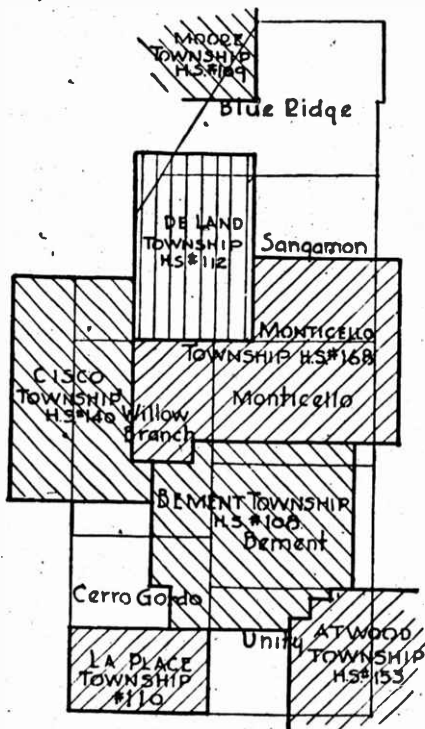 MOORE
TOWNSHIP
H.S.#109
Blue Ridge
DE LAND
TOWNSHIP
H.S.#112
Sangamon
MONTICELLO
TOWNSHIP H.S.#168
Monticello
CISCO
TOWNSHIP
H.S.#140
Willow
Branch
BEMENT TOWNSHIP
H.S.#108
Bement
Cerro Gordo
Unity
ATWOOD
TOWNSHIP
H.S.#153
LA PLACE
TOWNSHIP
#110